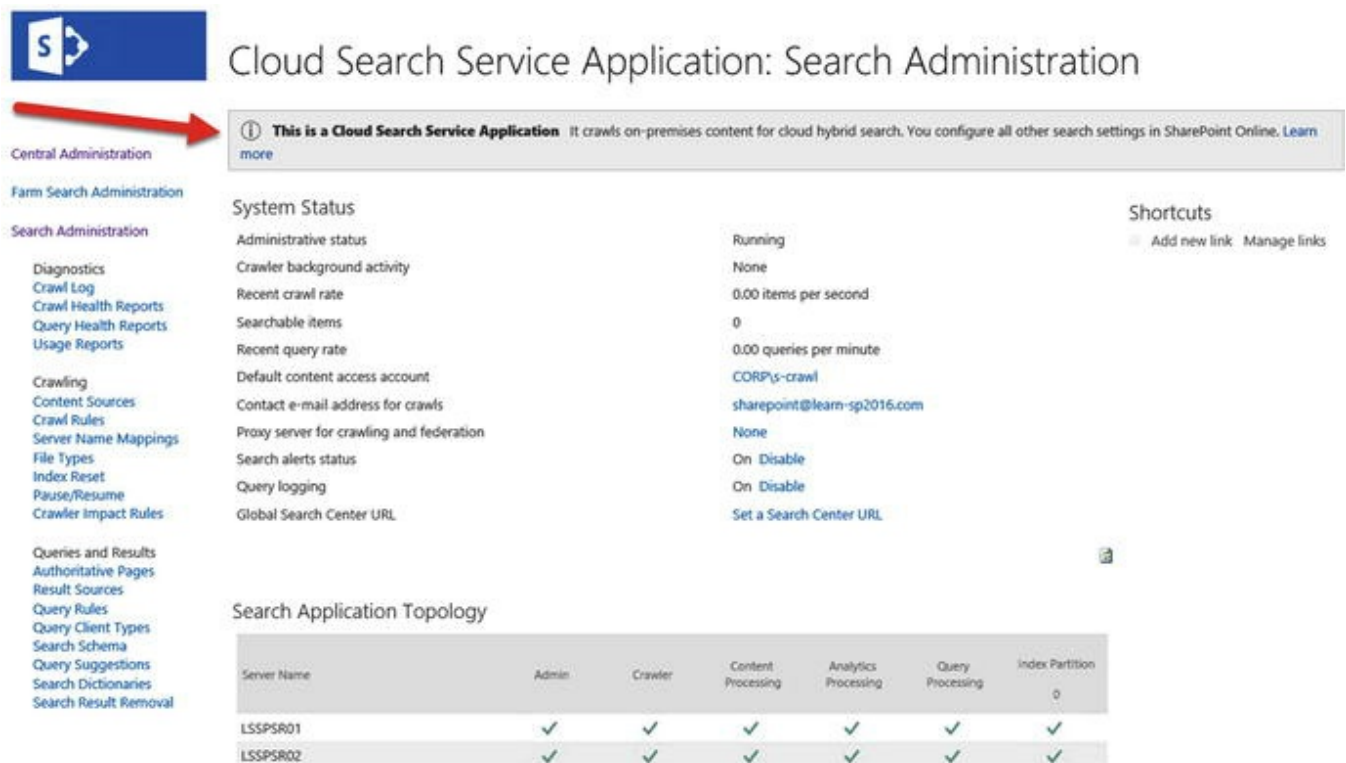 S
Cloud Search Service Application: Search Administration
This is a Cloud Search Service Application It crawls on-premises content for cloud hybrid search. You configure all other search settings in SharePoint Online. Learn
more
Central Administration
Farm Search Administration
Search Administration
Diagnostics
Crawl Log
Crawl Health Reports
Query Health Reports
Usage Reports
Crawling
Content Sources
Crawl Rules
Server Name Mappings
File Types
Index Reset
Pause/Resume
Crawler Impact Rules
Queries and Results
Authoritative Pages
Result Sources
Query Rules
Query Client Types
Search Schema
Query Suggestions
Search Dictionaries
Search Result Removal
System Status
Administrative status Running
Crawler background activity None
Recent crawl rate 0.00 items per second
Searchable items 0
Recent query rate 0.00 queries per minute
Default content access account CORP\s-crawl
Contact e-mail address for crawls sharepoint@learn-sp2016.com
Proxy server for crawling and federation None
Search alerts status On Disable
Query logging On Disable
Global Search Center URL Set a Search Center URL
Shortcuts
Add new link Manage links
Search Application Topology
Server Name Admin Crawler Content Processing Analytics Processing Query Processing Index Partition
0
LSSPSR01 ✓ ✓ ✓ ✓ ✓ ✓
LSSPSR02 ✓ ✓ ✓ ✓ ✓ ✓